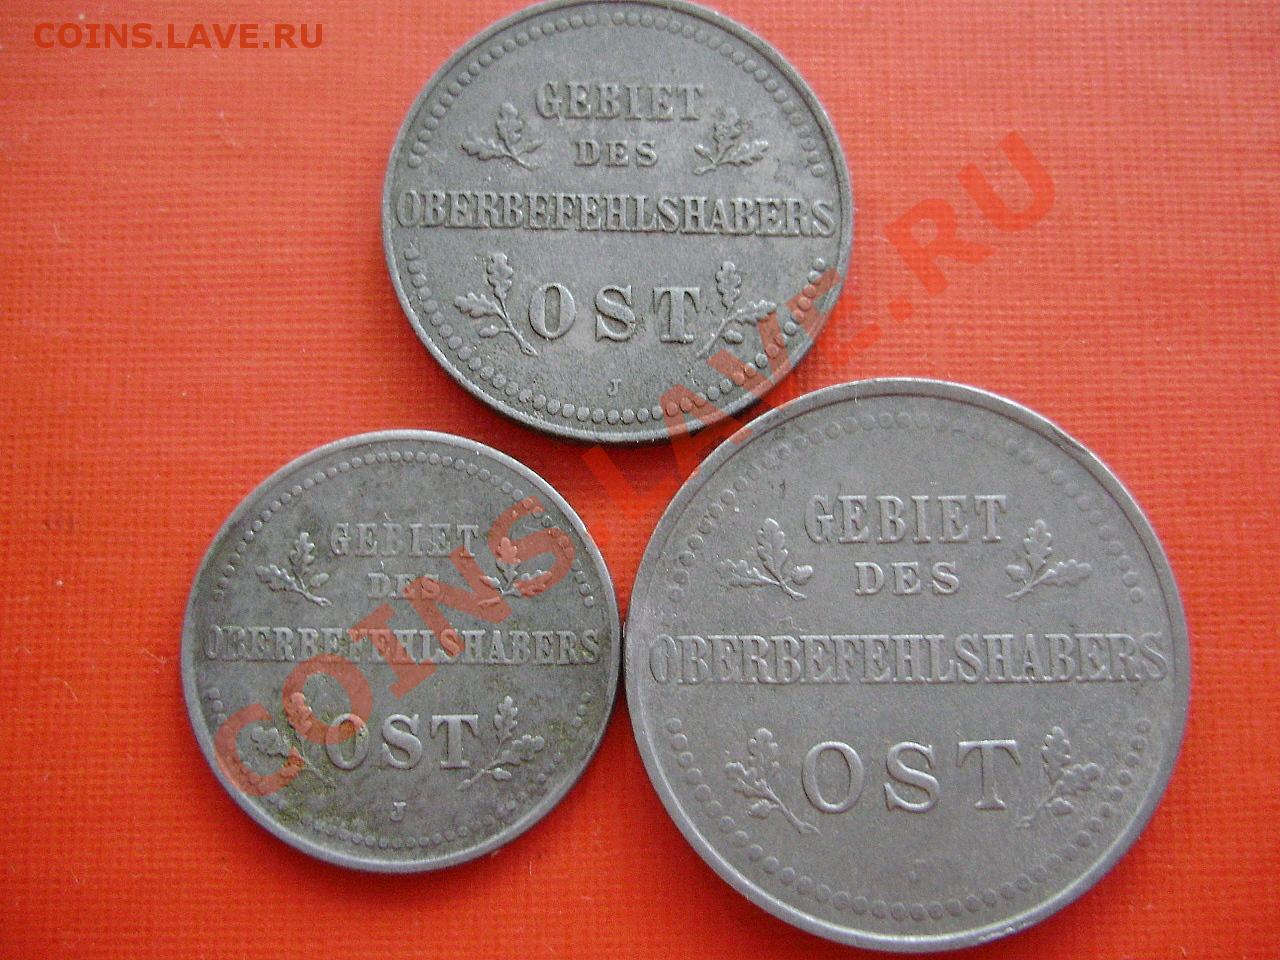 COINS.LAVE.RU
GEBIET
DES
OBERBEFEHLSHABERS
OST
J
GEBIET
DES
OBERBEFEHLSHABERS
OST
J
GEBIET
DES
OBERBEFEHLSHABERS
OST
J
COINS.LAVE.RU